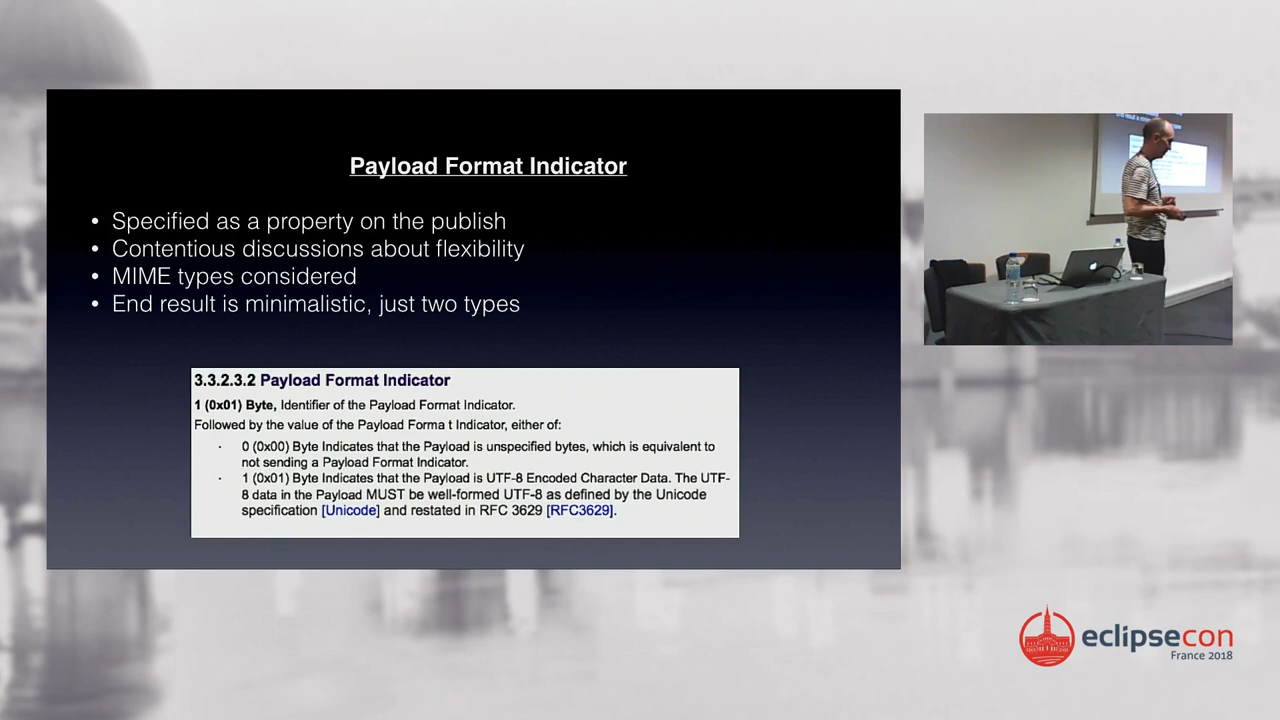 Payload Format Indicator
• Specified as a property on the publish
• Contentious discussions about flexibility
• MIME types considered
• End result is minimalistic, just two types
3.3.2.3.2 Payload Format Indicator
1 (0x01) Byte, Identifier of the Payload Format Indicator.
Followed by the value of the Payload Forma t Indicator, either of:
· 0 (0x00) Byte Indicates that the Payload is unspecified bytes, which is equivalent to
not sending a Payload Format Indicator.
· 1 (0x01) Byte Indicates that the Payload is UTF-8 Encoded Character Data. The UTF-
8 data in the Payload MUST be well-formed UTF-8 as defined by the Unicode
specification [Unicode] and restated in RFC 3629 [RFC3629].
eclipsecon
France 2018